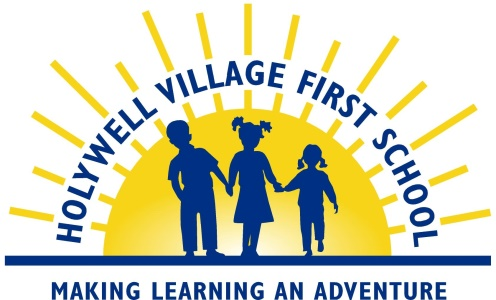 HOLYWELL VILLAGE FIRST SCHOOL
MAKING LEARNING AN ADVENTURE